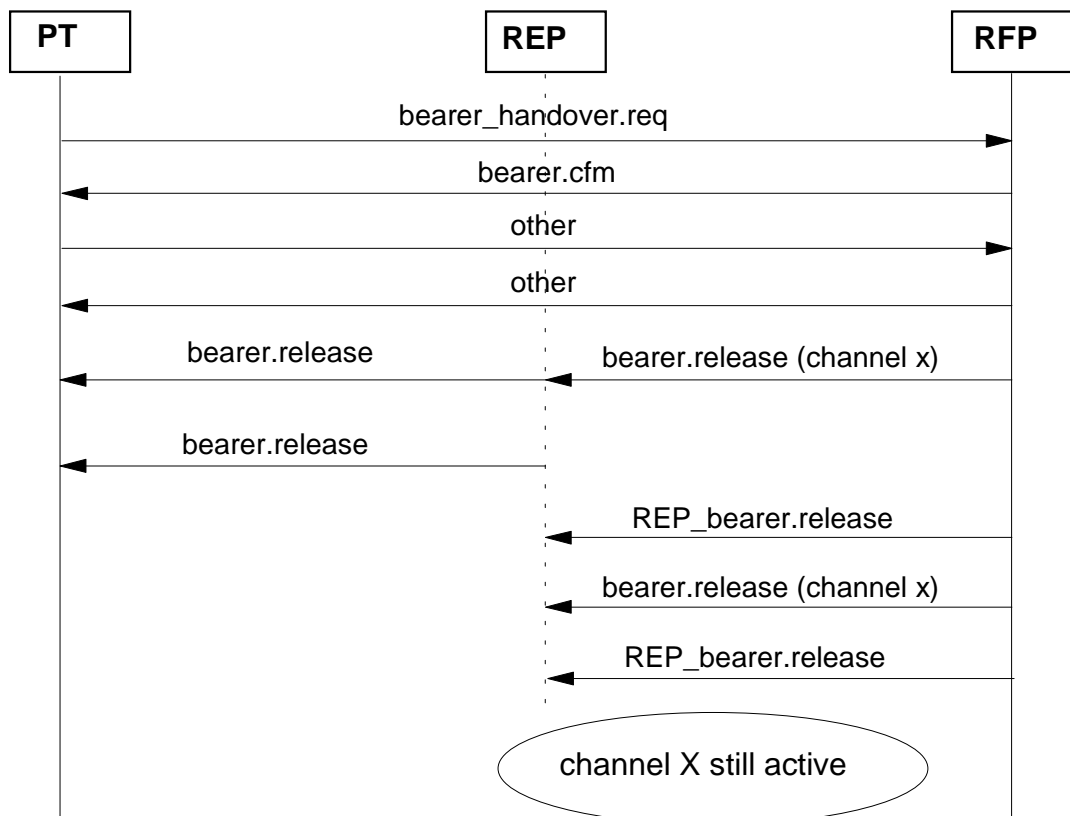 PT
REP
RFP
bearer_handover.req
bearer.cfm
other
other
bearer.release
bearer.release (channel x)
bearer.release
REP_bearer.release
bearer.release (channel x)
REP_bearer.release
channel X still active